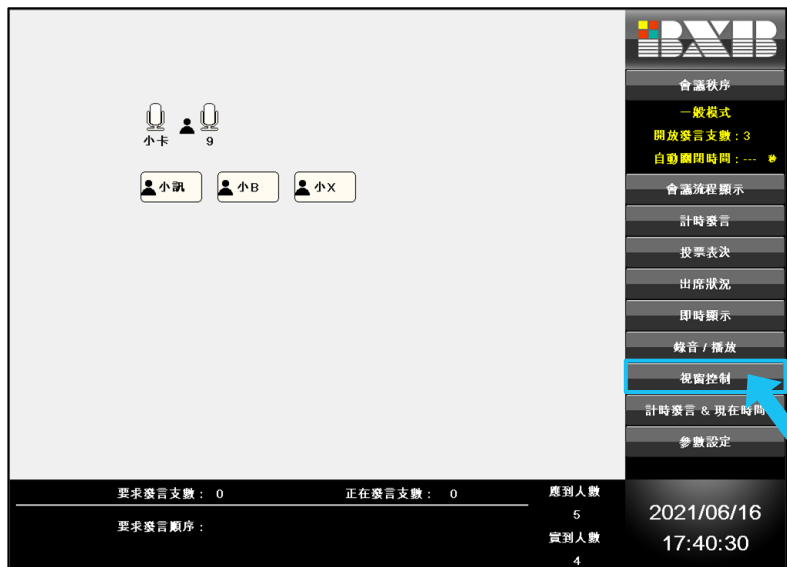 BXB
會議秩序
一般模式
開放發言支數：3
自動關閉時間：--- 秒
會議流程顯示
計時發言
投票表決
出席狀況
即時顯示
錄音 / 播放
視窗控制
計時發言 & 現在時間
參數設定
小卡
9
小訊 小B 小X
要求發言支數： 0 正在發言支數： 0
要求發言順序：
應到人數
5
實到人數
4
2021/06/16
17:40:30